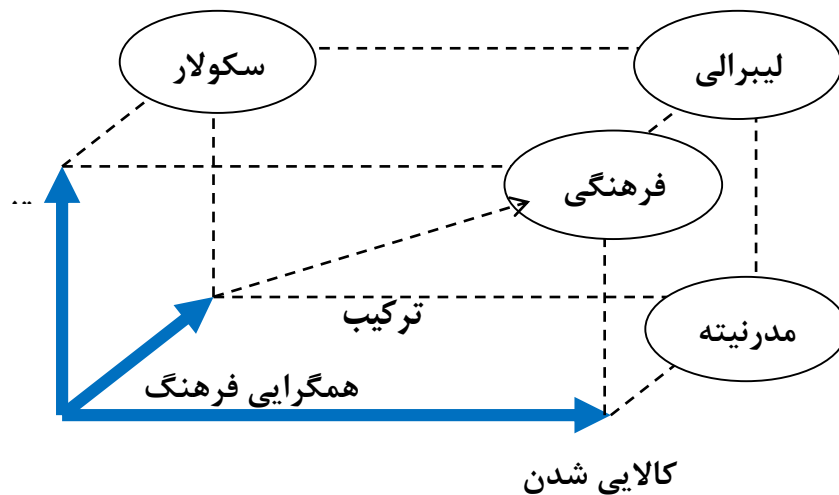 سکولار
لیبرالی
فرهنگی
مدرنیته
ترکیب
همگرایی فرهنگ
کالایی شدن